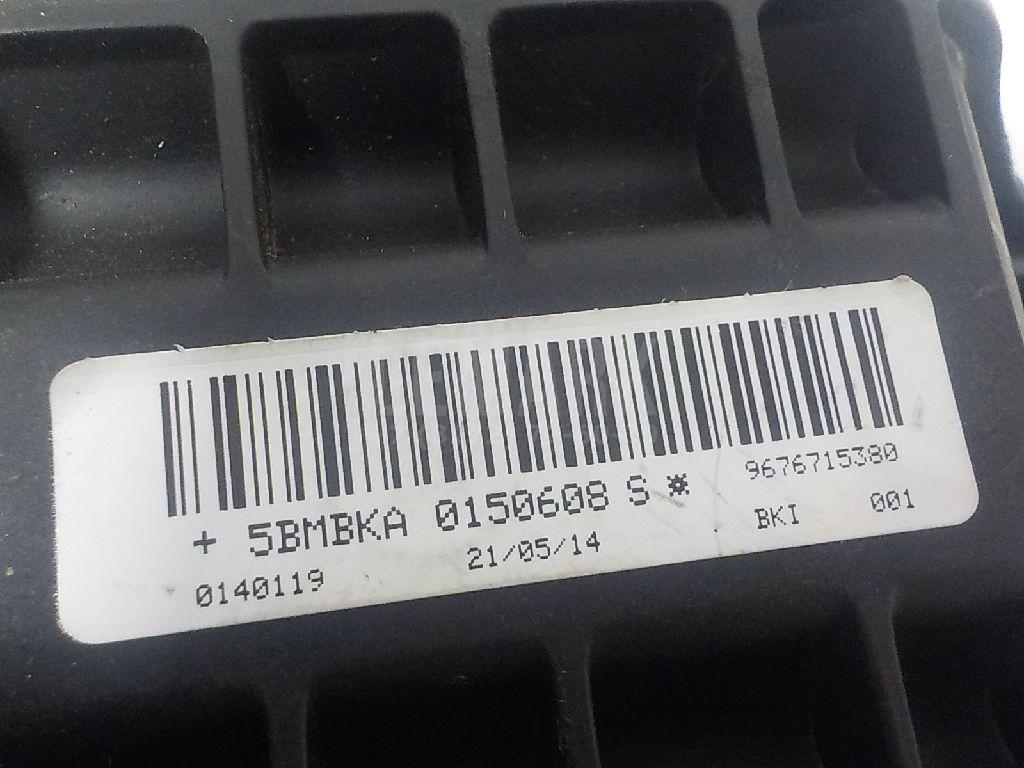 + 5BMBKA 0150608 S ⁎ 9676715380
0140119 21/05/14 BKI 001